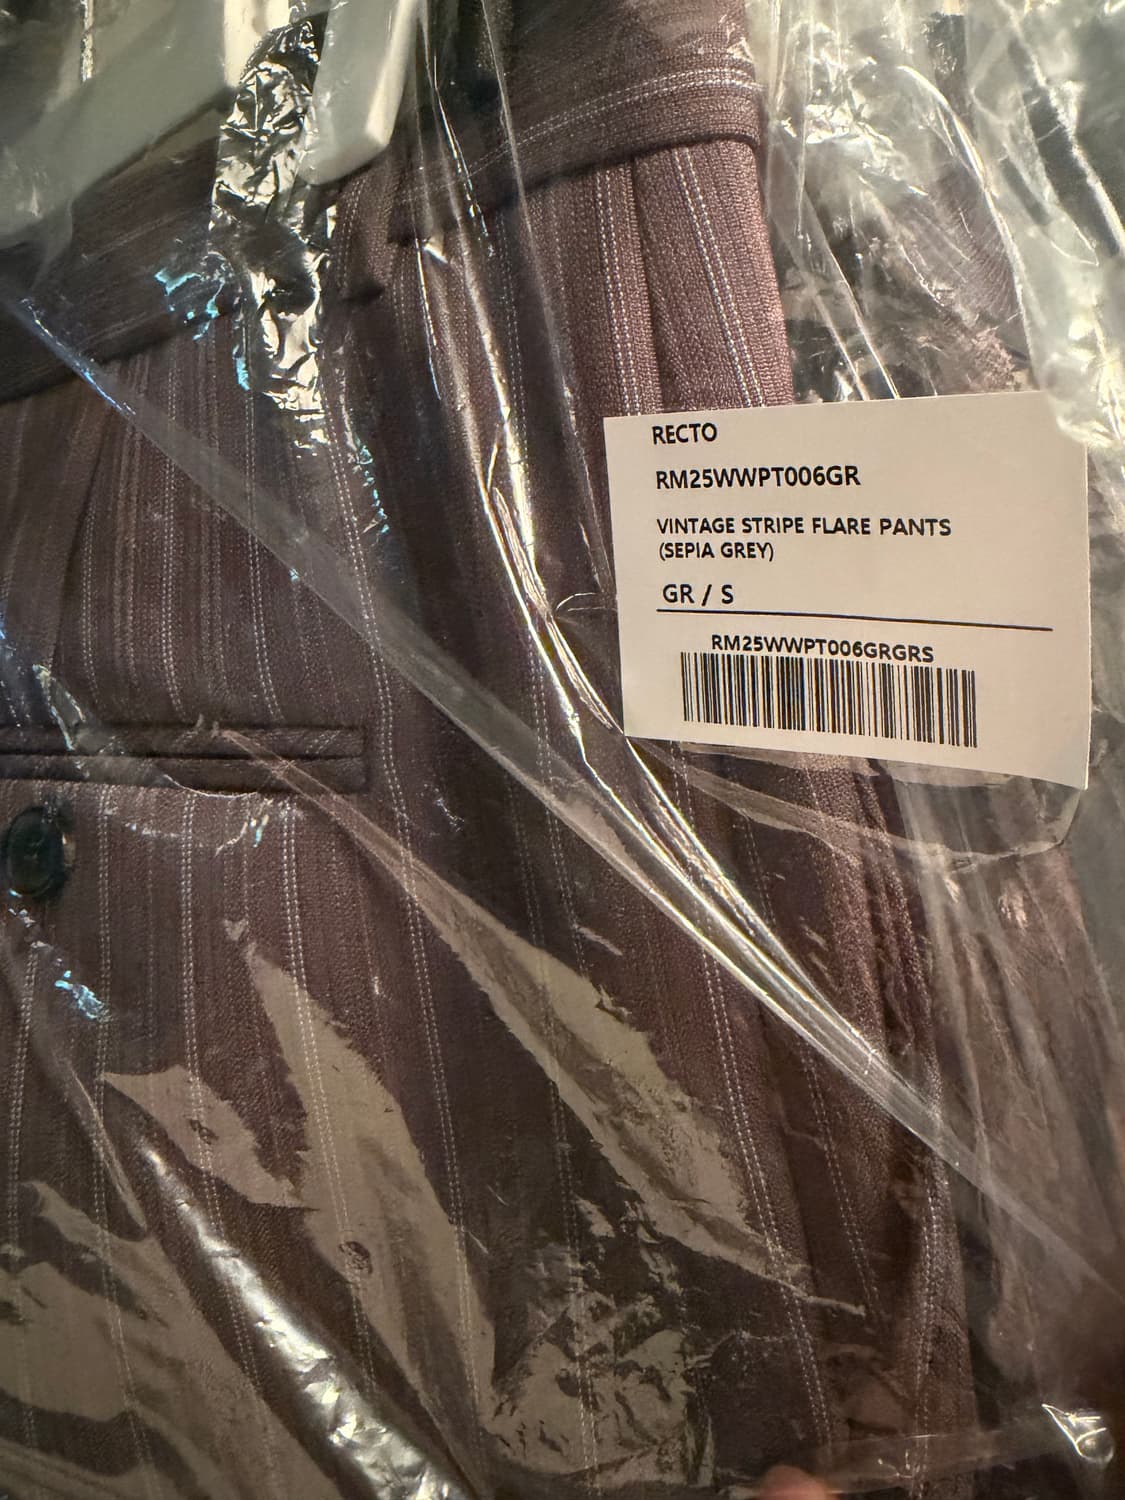 RECTO
RM25WWPT006GR
VINTAGE STRIPE FLARE PANTS
(SEPIA GREY)
GR / S
RM25WWPT006GRGRS